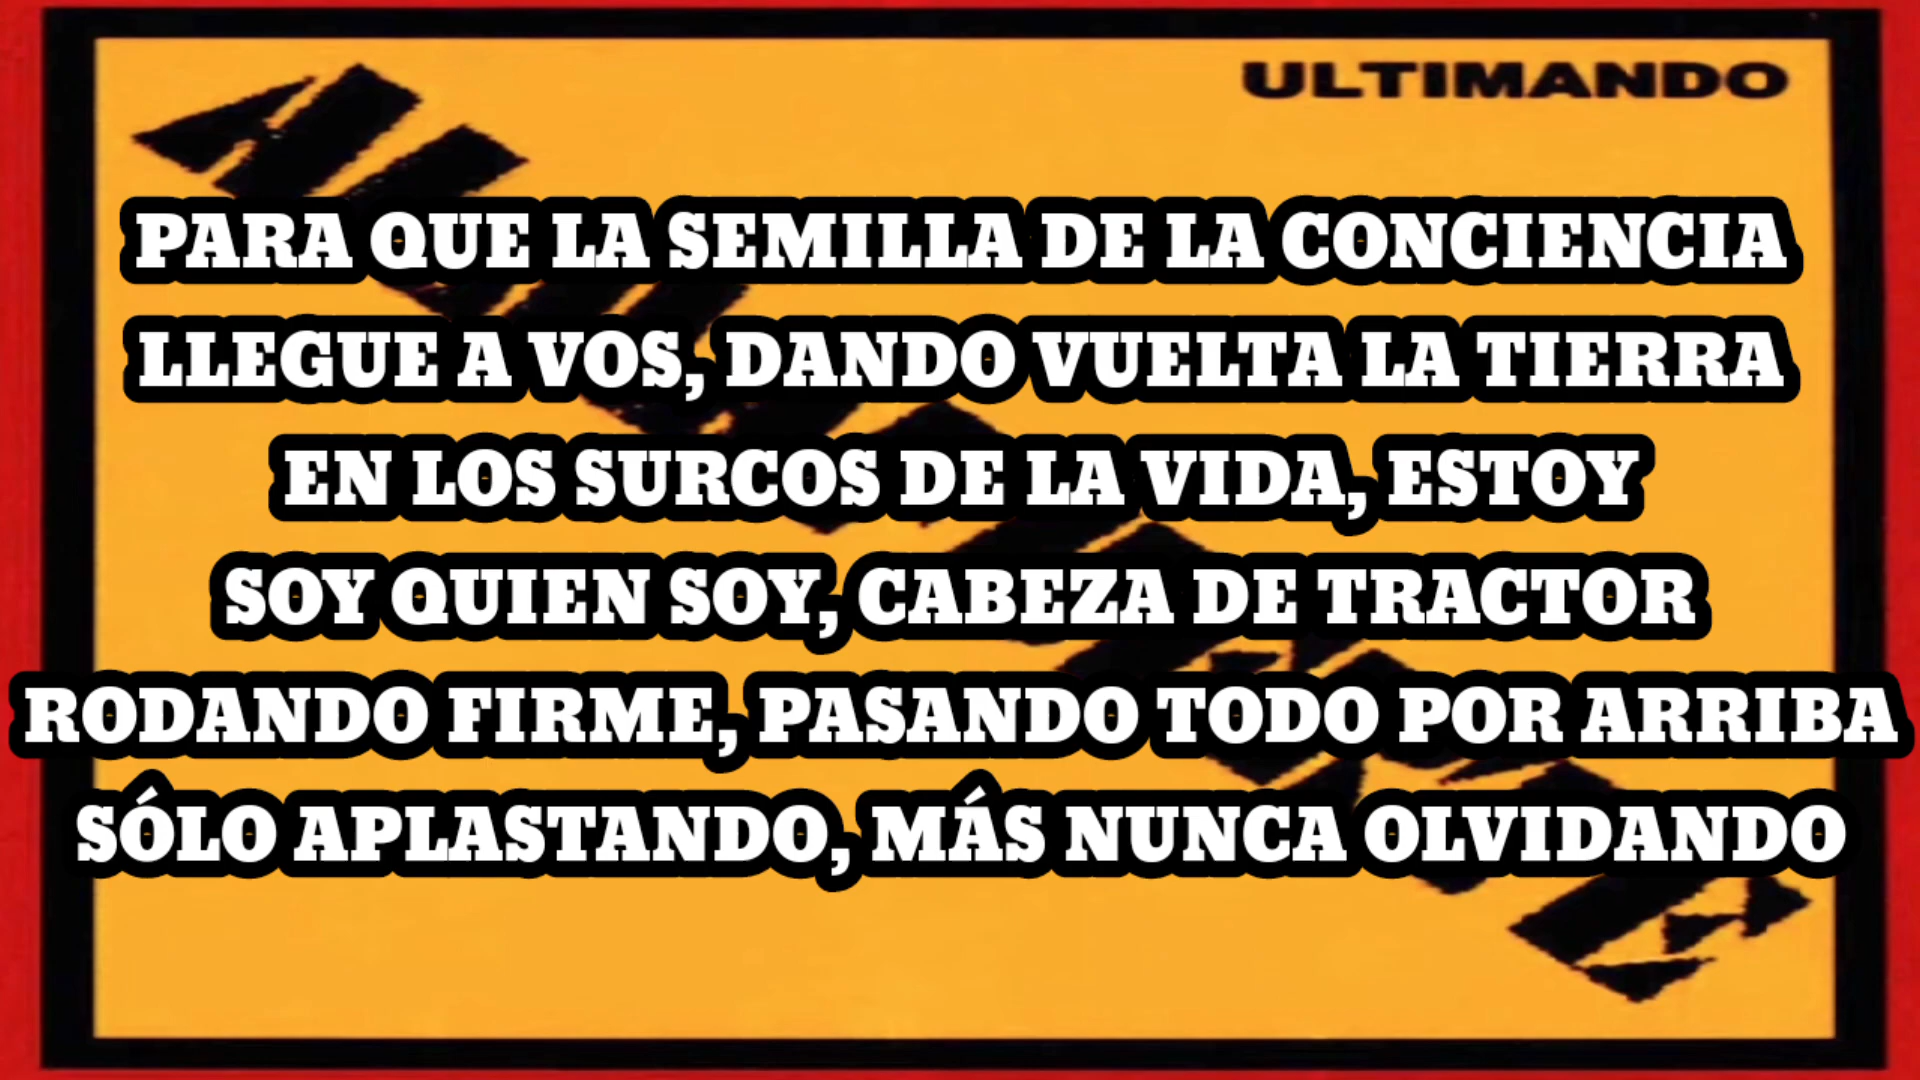 ULTIMANDO
PARA QUE LA SEMILLA DE LA CONCIENCIA
LLEGUE A VOS, DANDO VUELTA LA TIERRA
EN LOS SURCOS DE LA VIDA, ESTOY
SOY QUIEN SOY, CABEZA DE TRACTOR
RODANDO FIRME, PASANDO TODO POR ARRIBA
SÓLO APLASTANDO, MÁS NUNCA OLVIDANDO